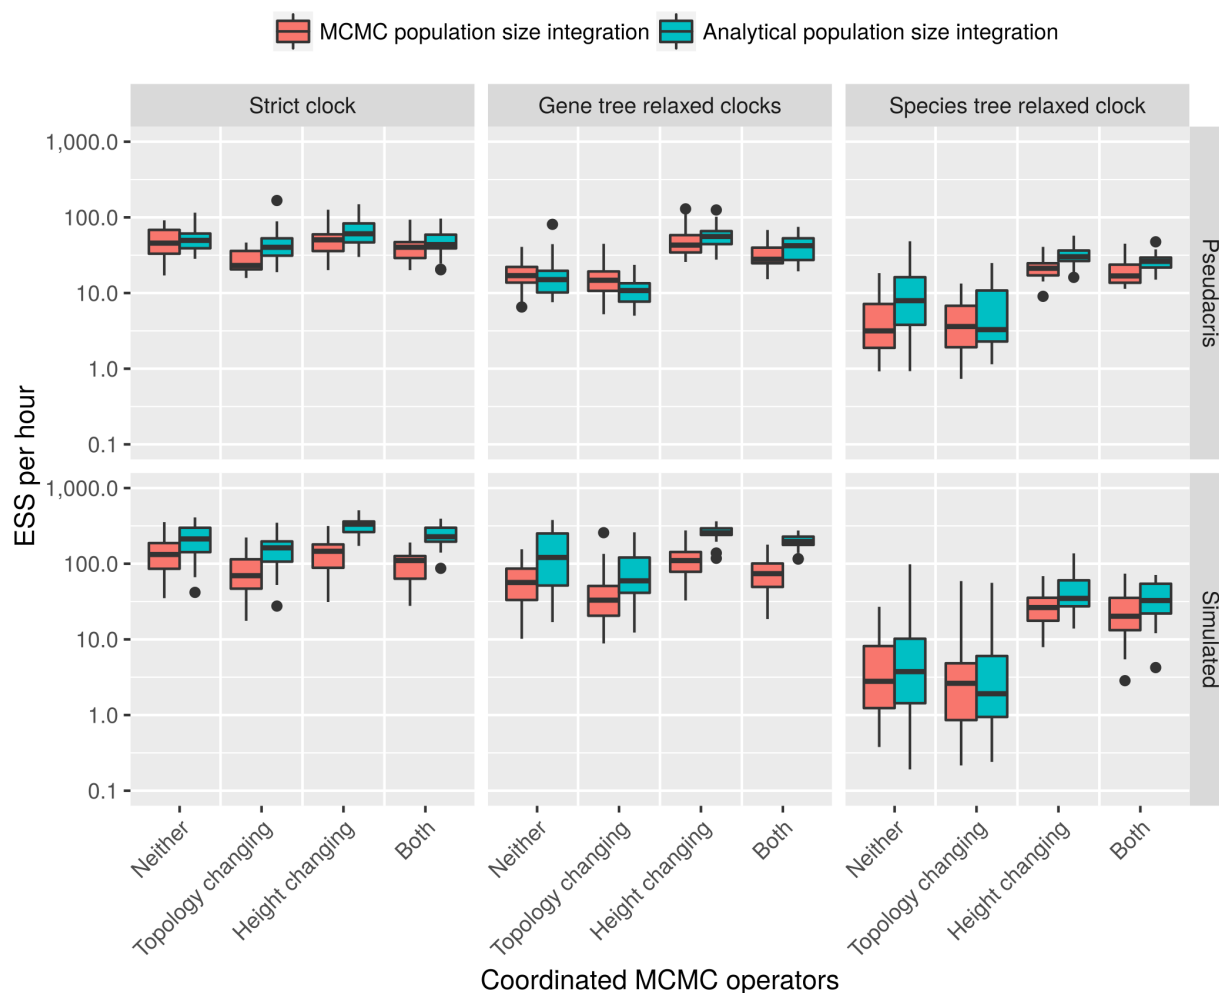 MCMC population size integration Analytical population size integration
Strict clock Gene tree relaxed clocks Species tree relaxed clock
ESS per hour
1,000.0
100.0
10.0
1.0
0.1
Pseudacris
1,000.0
100.0
10.0
1.0
0.1
Simulated
Neither Topology changing Height changing Both Neither Topology changing Height changing Both Neither Topology changing Height changing Both
Coordinated MCMC operators